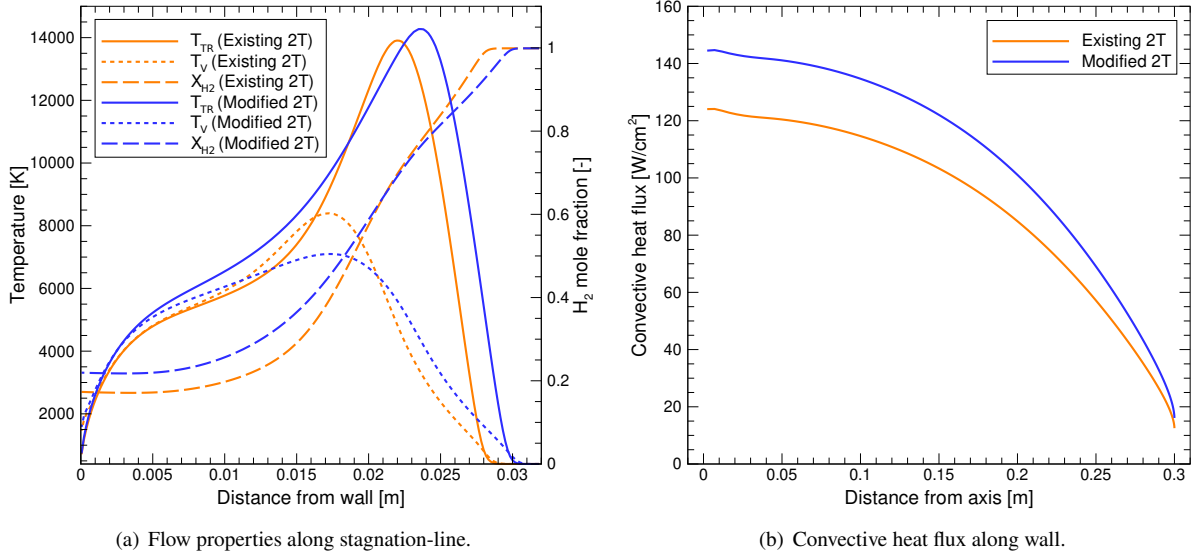 14000
12000
10000
8000
6000
4000
2000
Temperature [K]
T_TR (Existing 2T)
T_V (Existing 2T)
X_H2 (Existing 2T)
T_TR (Modified 2T)
T_V (Modified 2T)
X_H2 (Modified 2T)
1
0.8
0.6
0.4
0.2
0
H2 mole fraction [-]
0 0.005 0.01 0.015 0.02 0.025 0.03
Distance from wall [m]
(a) Flow properties along stagnation-line.
160
140
120
100
80
60
40
20
0
Convective heat flux [W/cm²]
Existing 2T
Modified 2T
0 0.05 0.1 0.15 0.2 0.25 0.3
Distance from axis [m]
(b) Convective heat flux along wall.